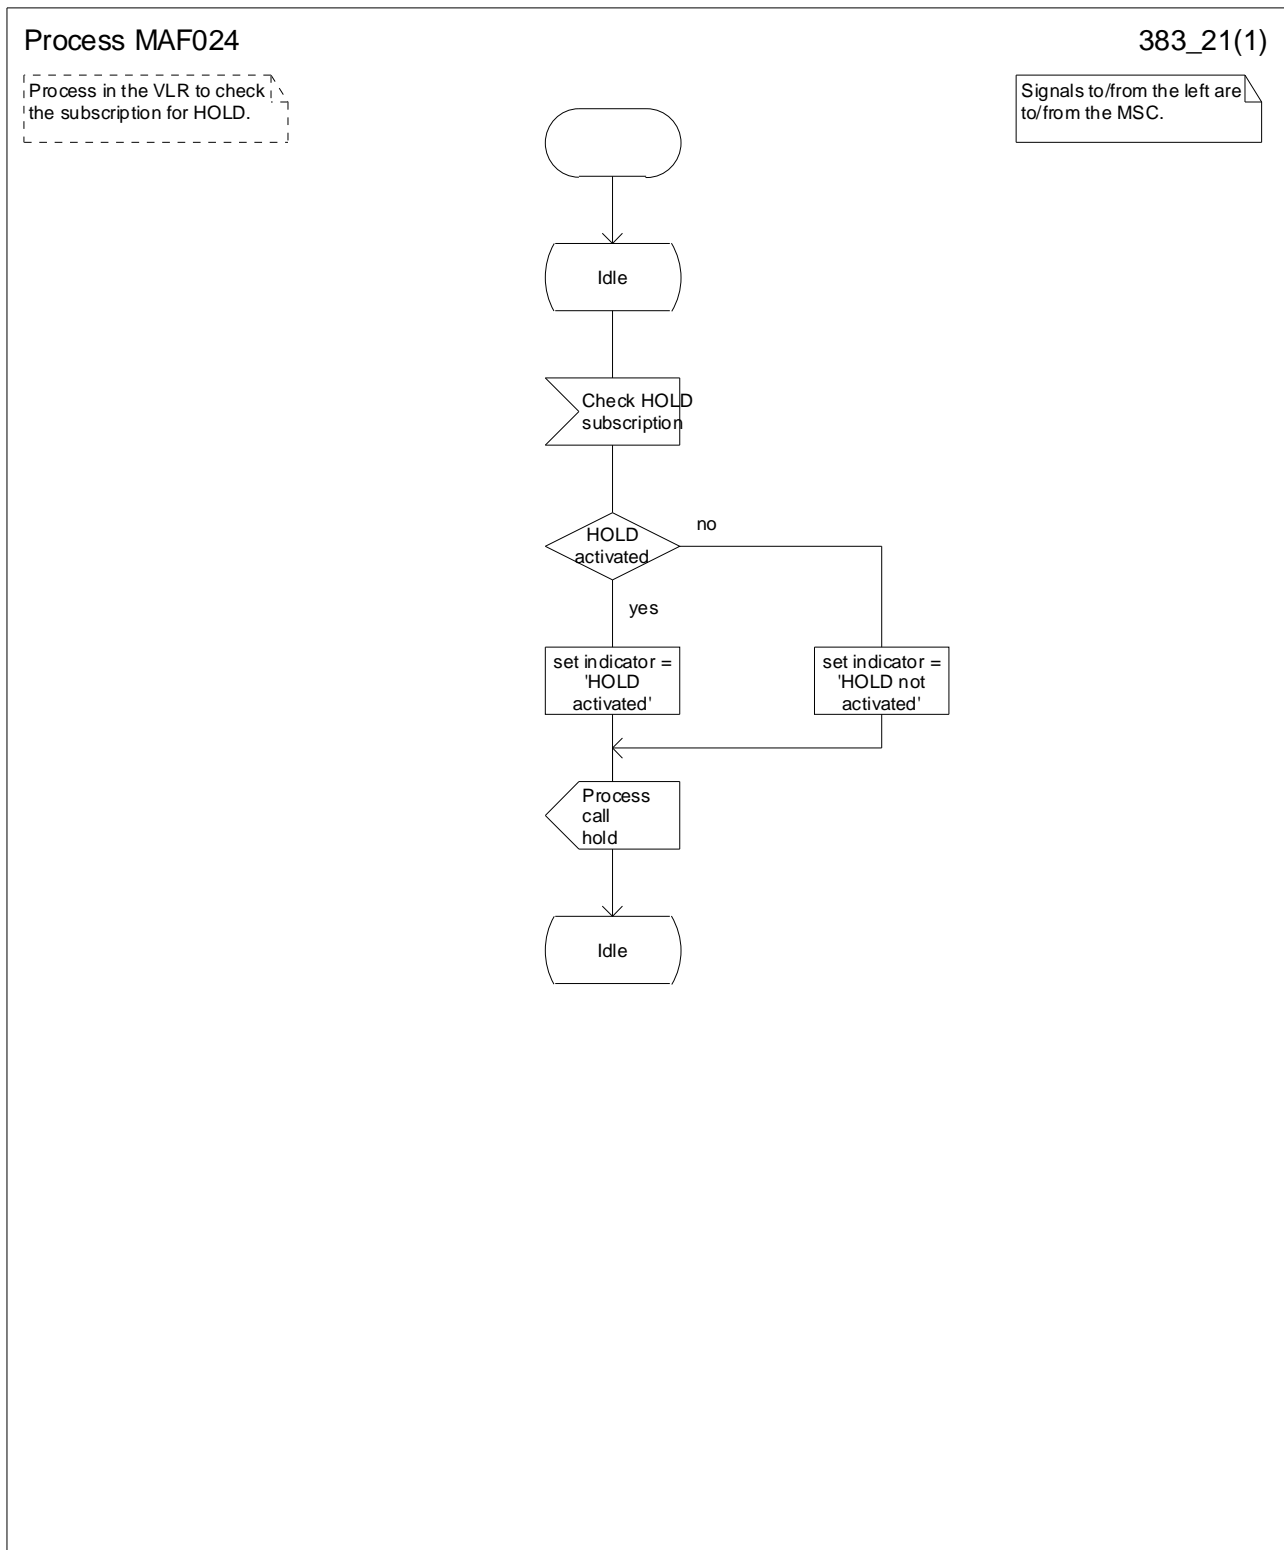 Process MAF024
383_21(1)
Process in the VLR to check
the subscription for HOLD.
Signals to/from the left are
to/from the MSC.
Idle
Check HOLD
subscription
HOLD
activated
no
yes
set indicator =
'HOLD
activated'
set indicator =
'HOLD not
activated'
Process
call
hold
Idle